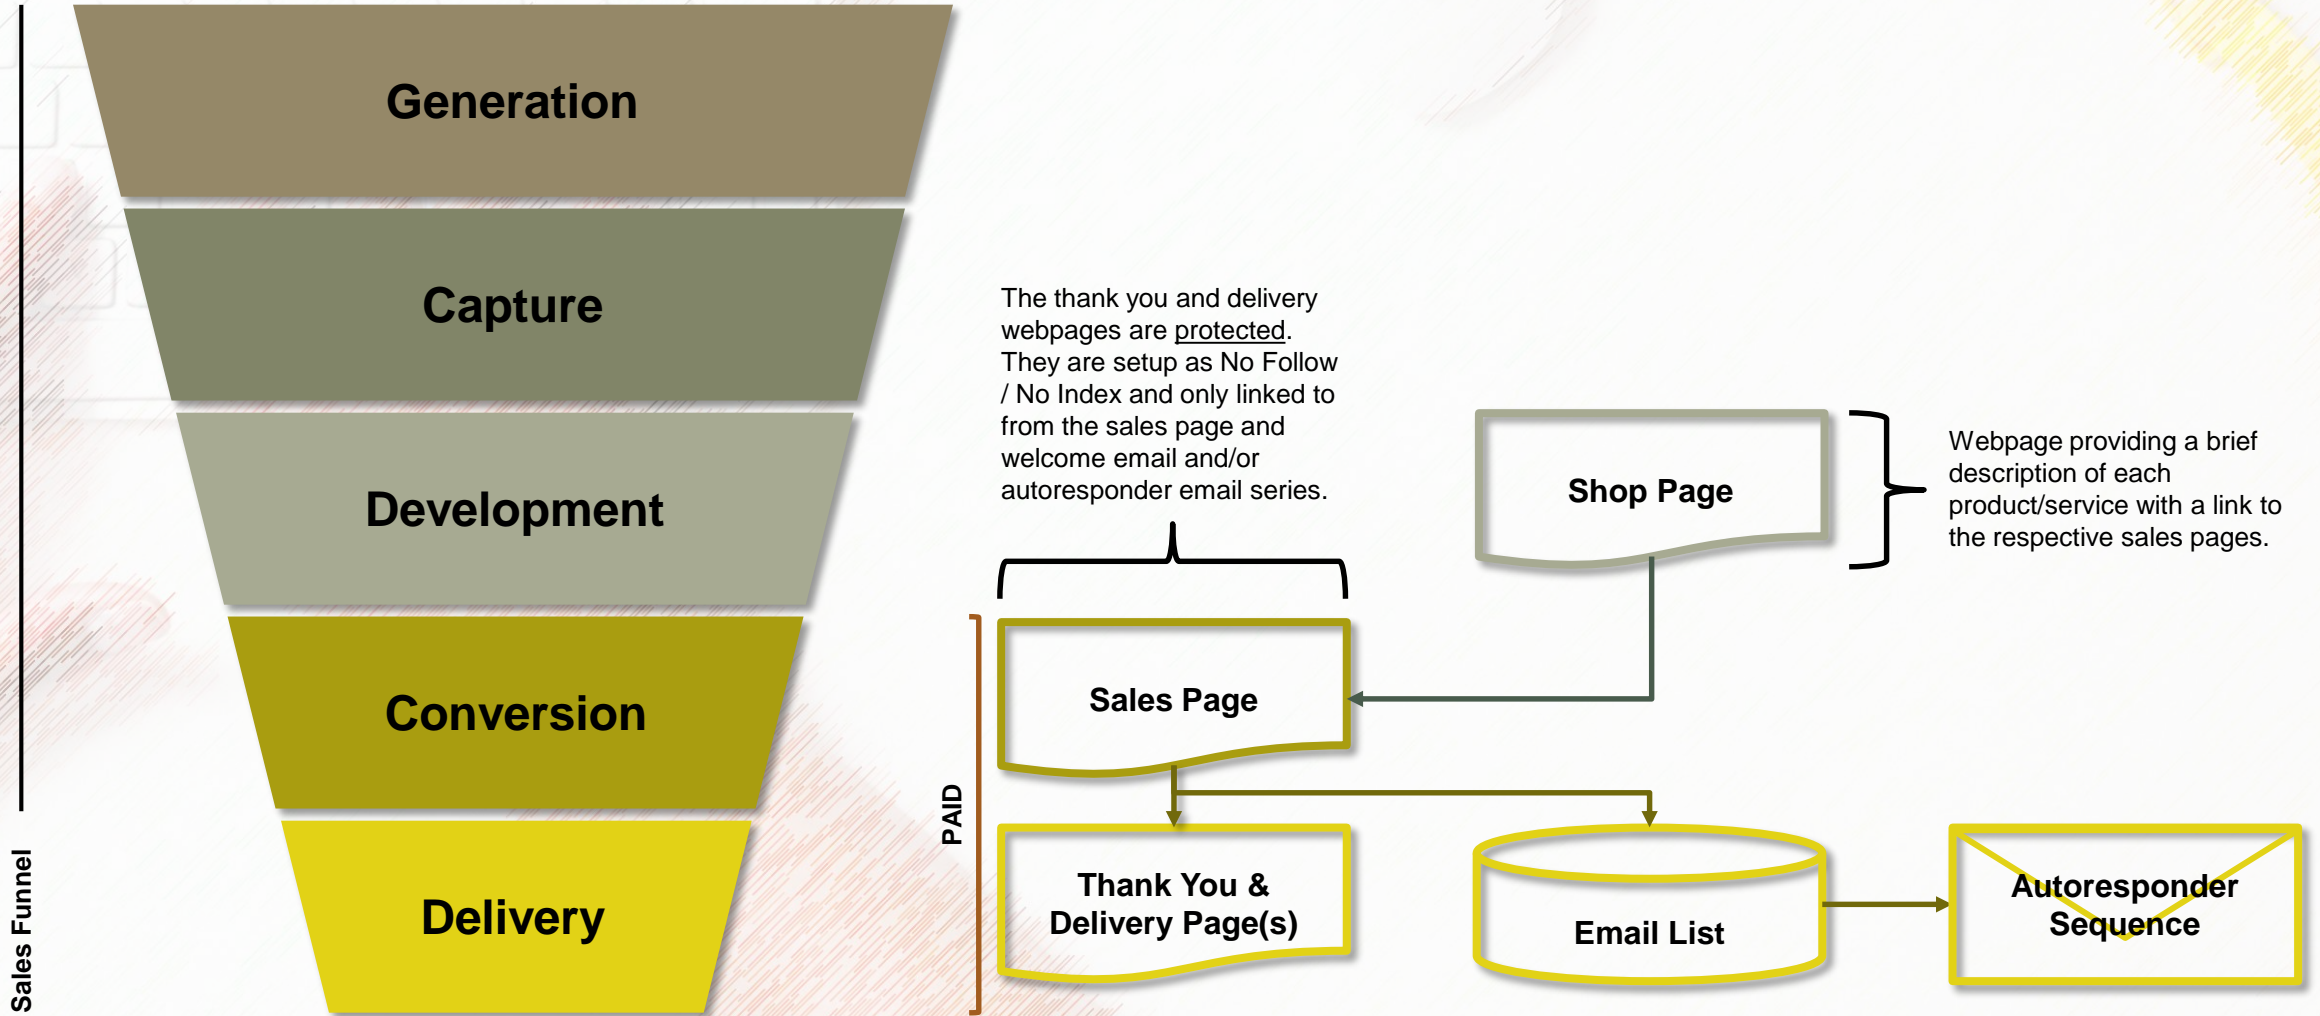 Generation
Capture
Development
Conversion
Delivery
Sales Funnel
The thank you and delivery
webpages are protected.
They are setup as No Follow
/ No Index and only linked to
from the sales page and
welcome email and/or
autoresponder email series.
Shop Page
Webpage providing a brief
description of each
product/service with a link to
the respective sales pages.
PAID
Sales Page
Thank You &
Delivery Page(s)
Email List
Autoresponder
Sequence